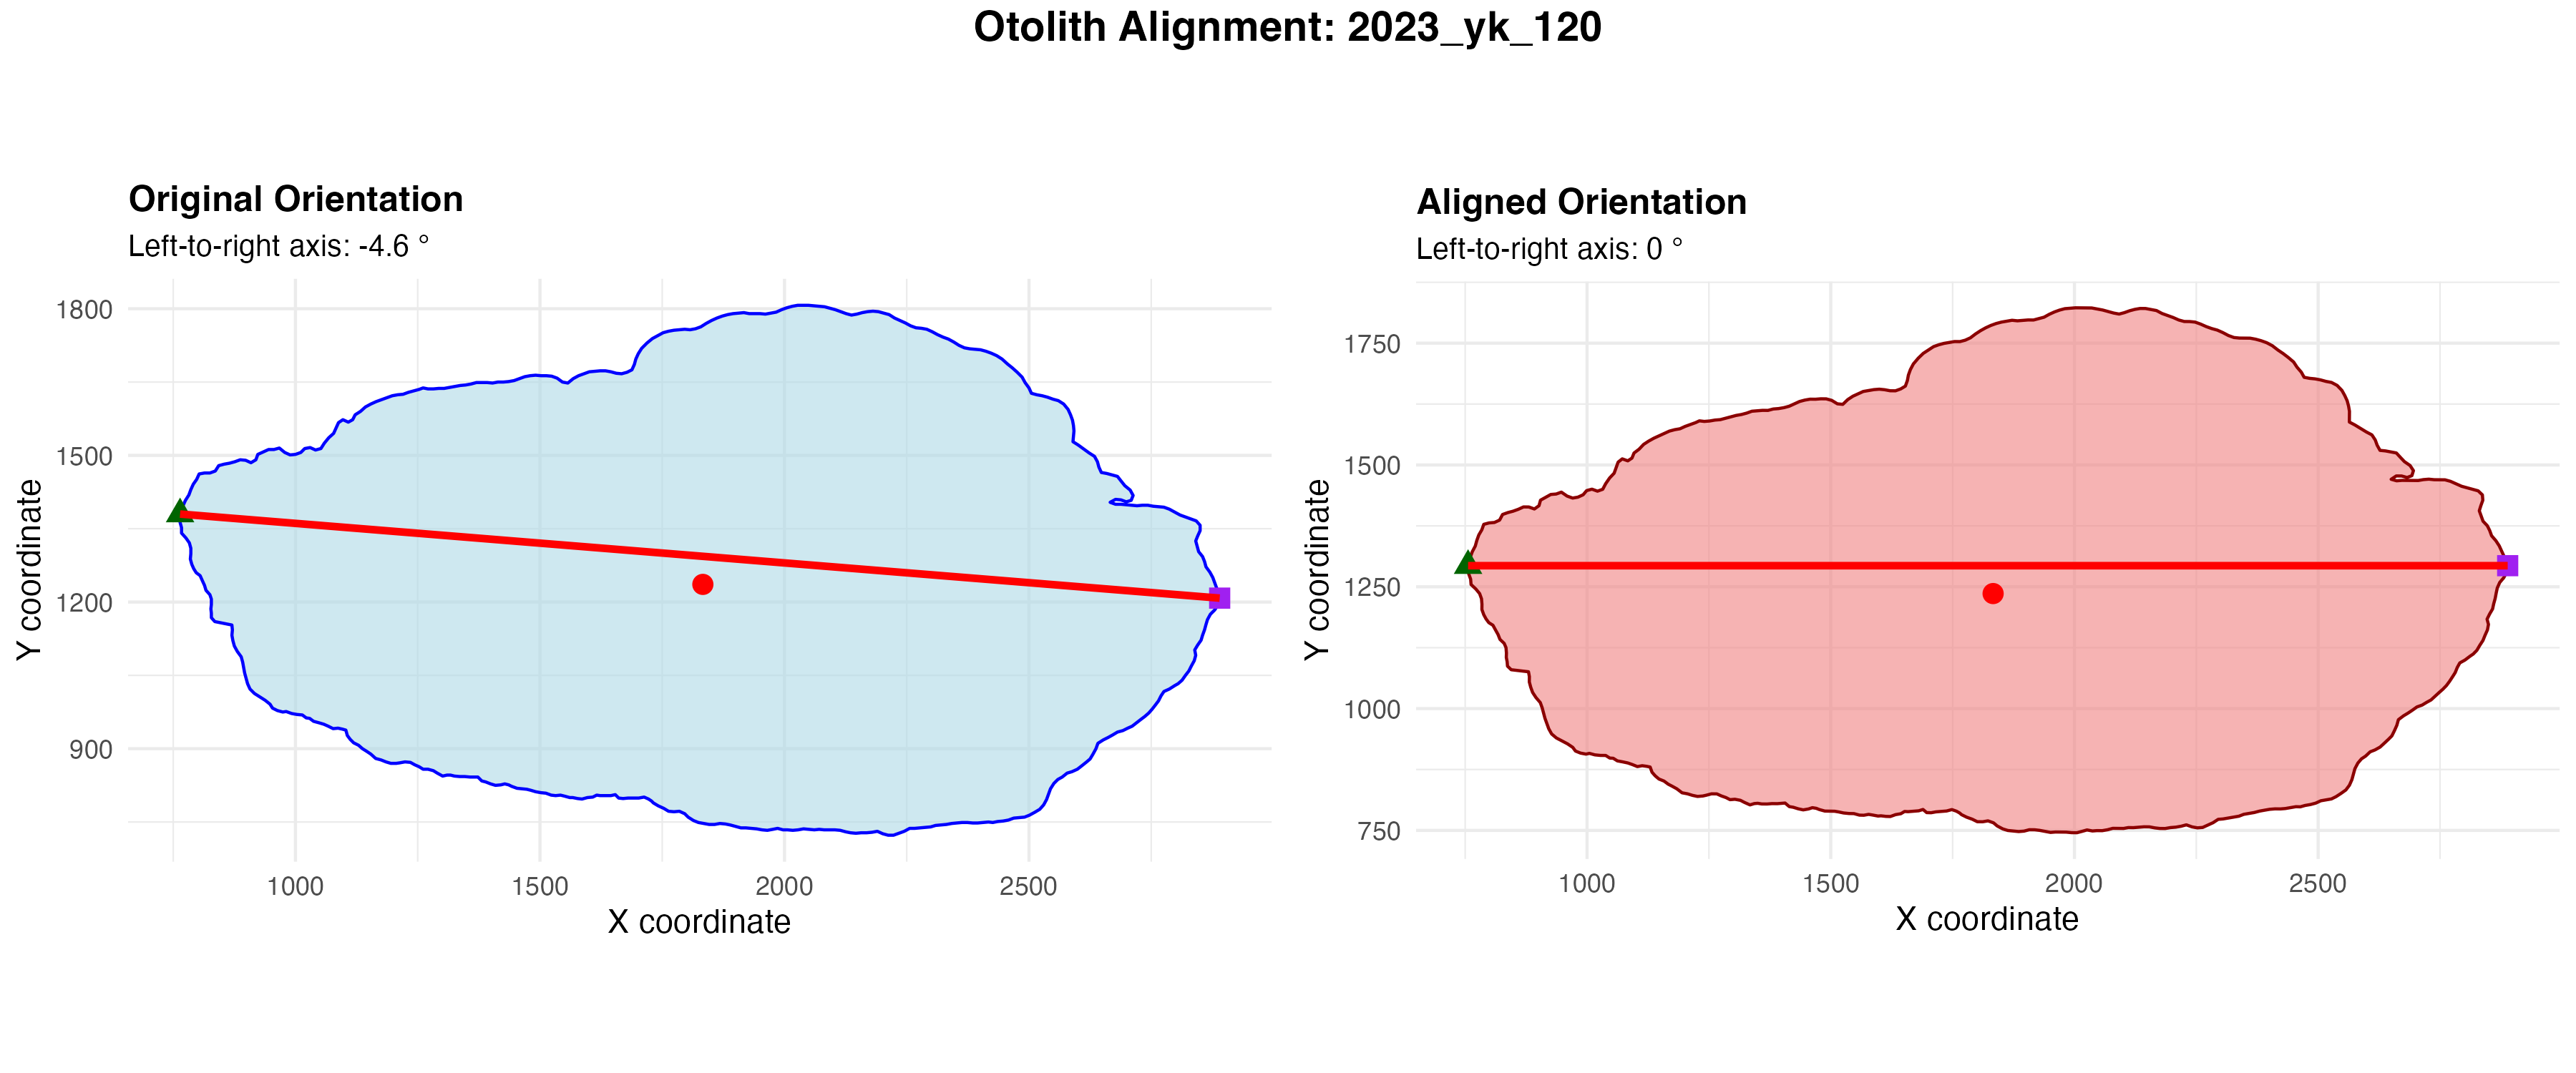 Otolith Alignment: 2023_yk_120
Original Orientation
Left-to-right axis: -4.6 °
1800
1500
1200
900
Y coordinate
1000 1500 2000 2500
X coordinate
Aligned Orientation
Left-to-right axis: 0 °
1750
1500
1250
1000
750
Y coordinate
1000 1500 2000 2500
X coordinate